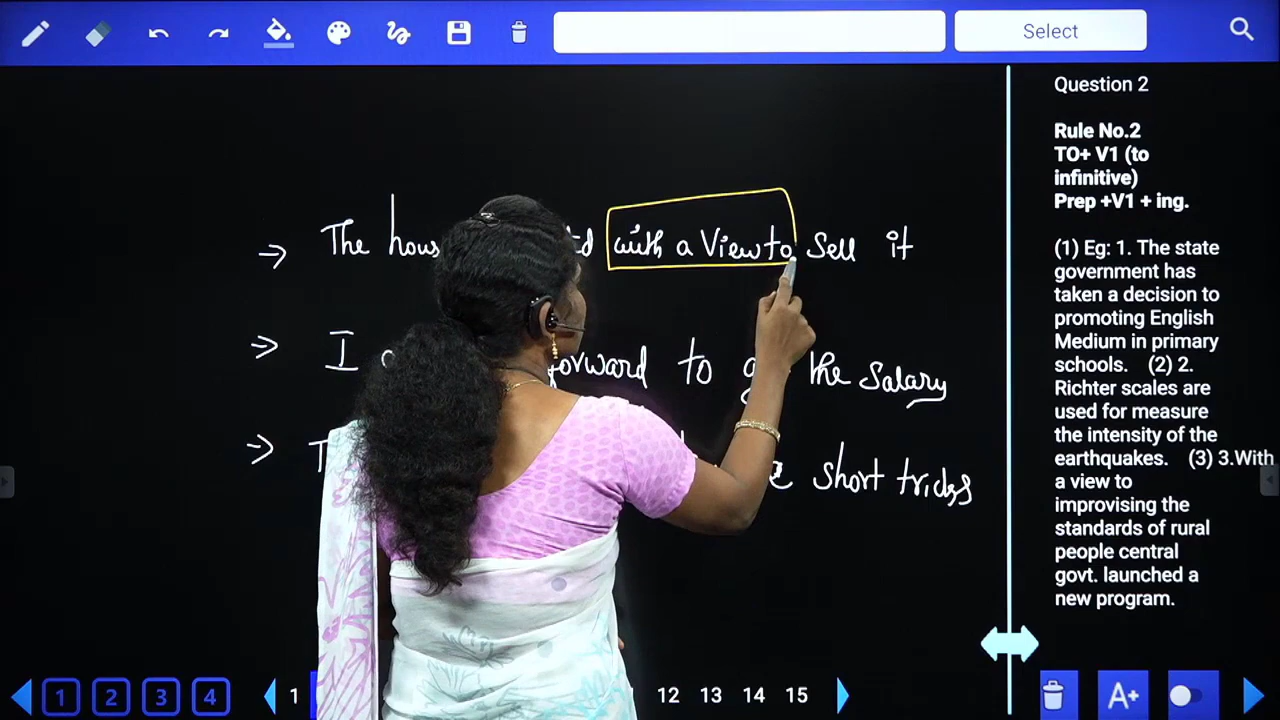 Select
Question 2
Rule No.2
TO+ V1 (to
infinitive)
Prep +V1 + ing.
(1) Eg: 1. The state
government has
taken a decision to
promoting English
Medium in primary
schools. (2) 2.
Richter scales are
used for measure
the intensity of the
earthquakes. (3) 3.With
a view to
improvising the
standards of rural
people central
govt. launched a
new program.
→ The with a View to Sell it
→ I forward to the Salary
→ short tricks
1 2 3 4 1 12 13 14 15
A+